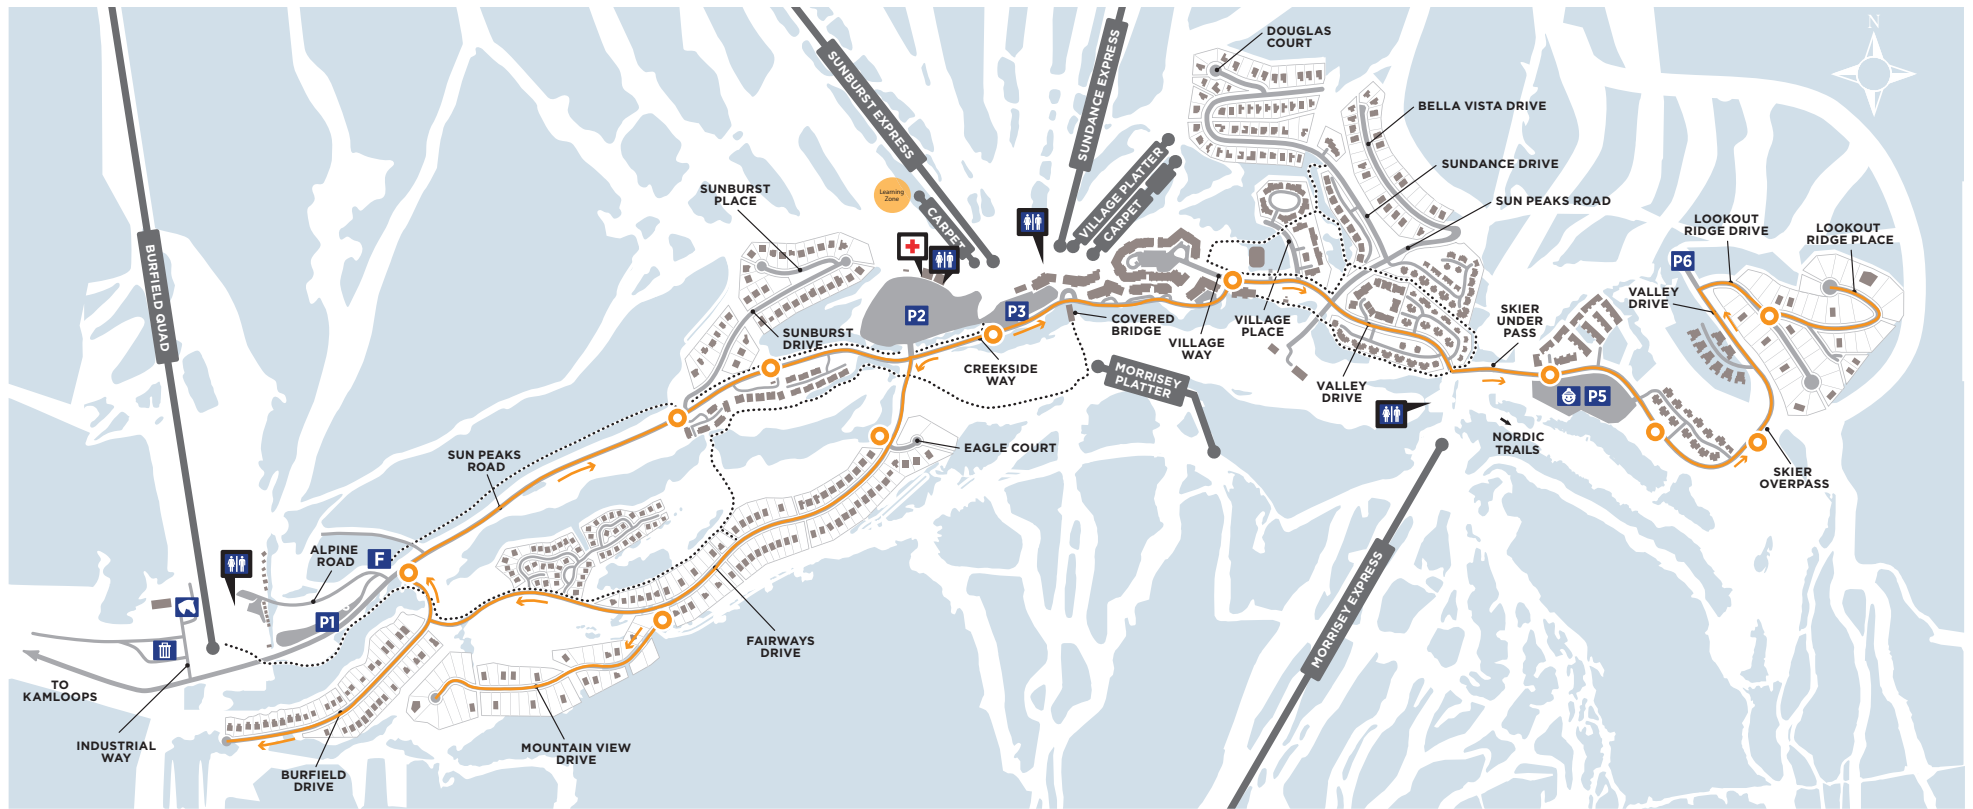 N
DOUGLAS
COURT
SUNBURST EXPRESS
SUNDANCE EXPRESS
BELLA VISTA DRIVE
VILLAGE PLATTER
CARPET
SUNDANCE DRIVE
SUNBURST
PLACE
Learning
Zone
CARPET
SUN PEAKS ROAD
LOOKOUT
RIDGE DRIVE
LOOKOUT
RIDGE PLACE
BURFIELD QUAD
P6
VALLEY
DRIVE
P2
P3
SUNBURST
DRIVE
COVERED
BRIDGE
VILLAGE
WAY
VILLAGE
PLACE
SKIER
UNDER
PASS
CREEKSIDE
WAY
MORRISEY
PLATTER
VALLEY
DRIVE
P5
NORDIC
TRAILS
EAGLE COURT
SUN PEAKS
ROAD
SKIER
OVERPASS
ALPINE
ROAD
F
P1
MORRISEY EXPRESS
FAIRWAYS
DRIVE
TO
KAMLOOPS
INDUSTRIAL
WAY
MOUNTAIN VIEW
DRIVE
BURFIELD
DRIVE